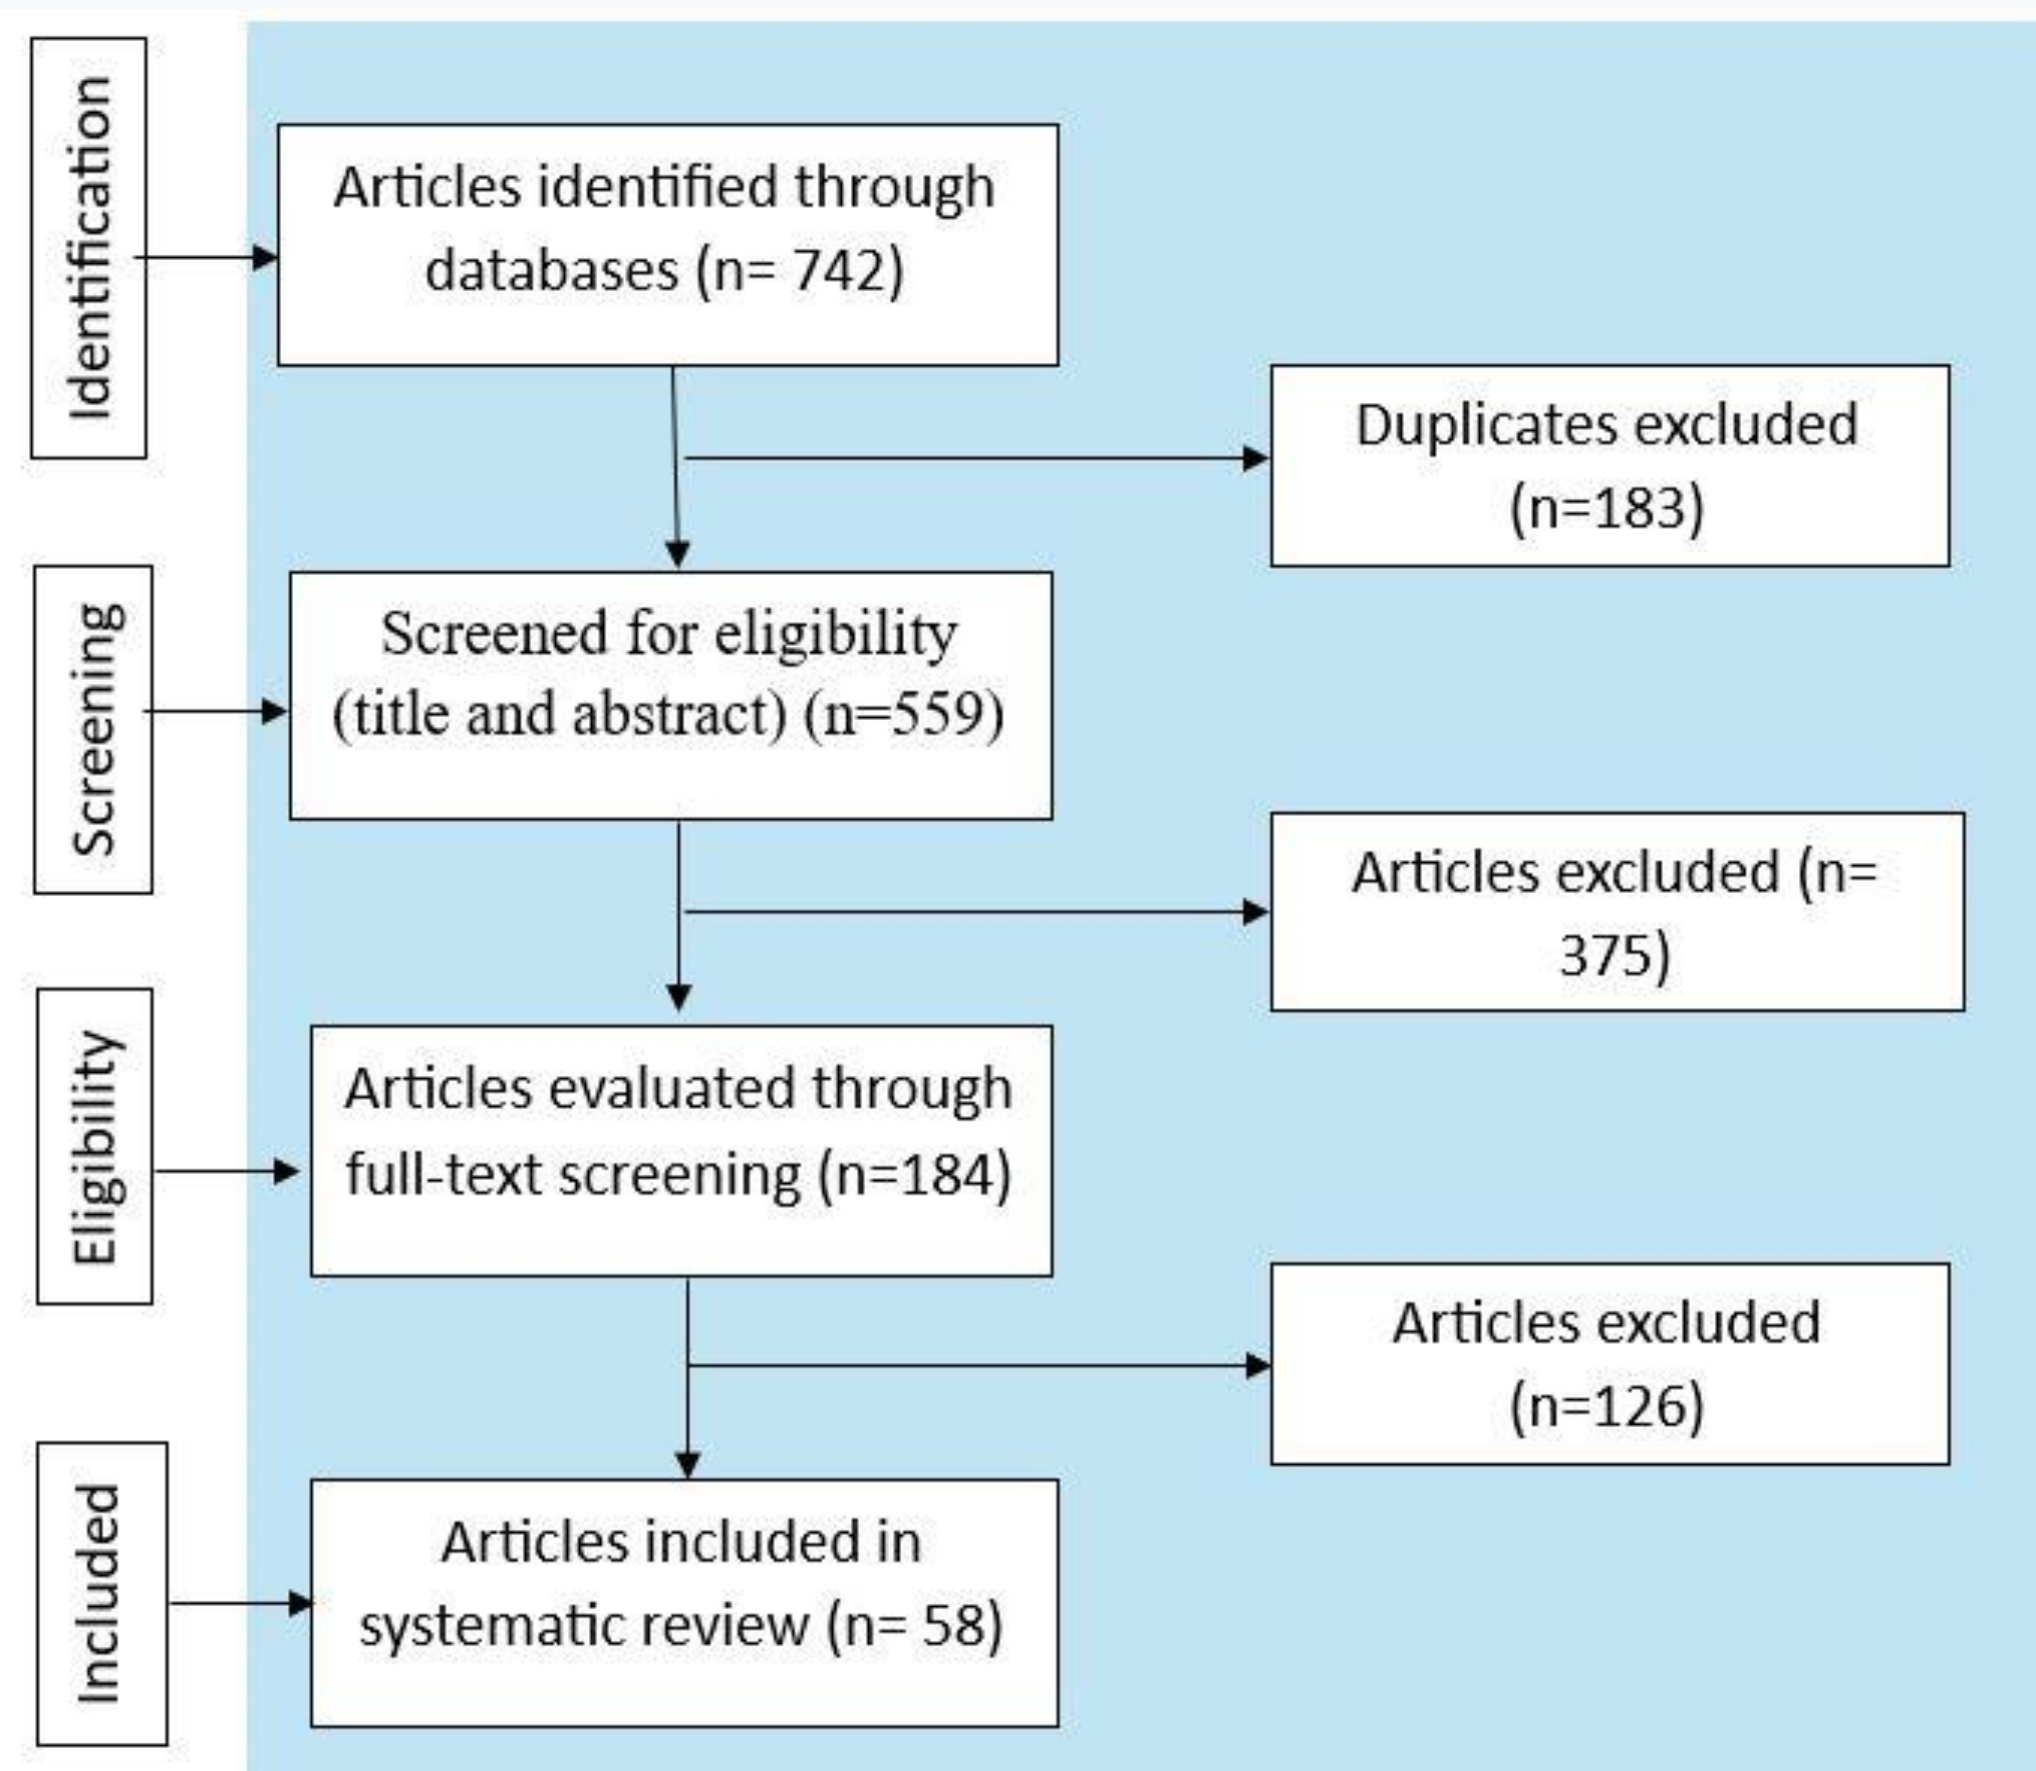 Identification
Articles identified through
databases (n= 742)
Duplicates excluded
(n=183)
Screening
Screened for eligibility
(title and abstract) (n=559)
Articles excluded (n=
375)
Eligibility
Articles evaluated through
full-text screening (n=184)
Articles excluded
(n=126)
Included
Articles included in
systematic review (n= 58)